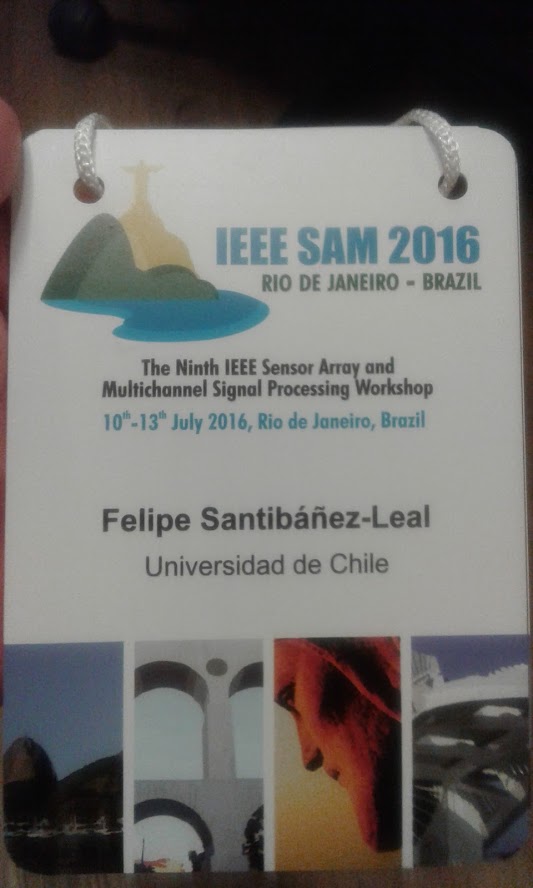 IEEE SAM 2016
RIO DE JANEIRO - BRAZIL
The Ninth IEEE Sensor Array and
Multichannel Signal Processing Workshop
10th-13th July 2016, Rio de Janeiro, Brazil
Felipe Santibáñez-Leal
Universidad de Chile